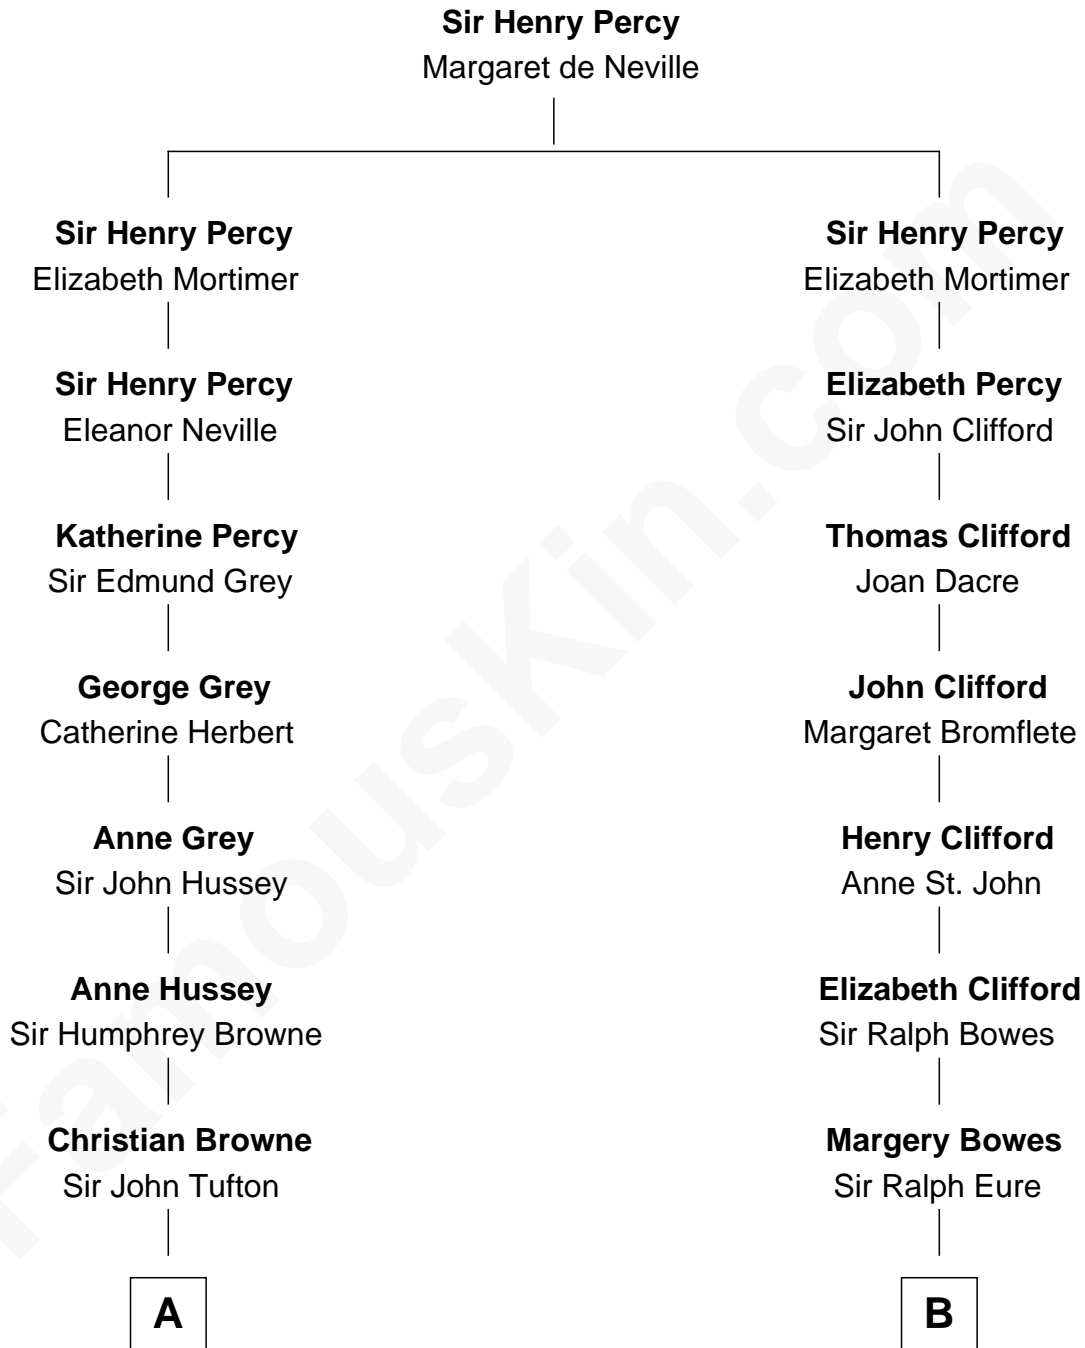 Sir Henry Percy
Margaret de Neville
Sir Henry Percy
Elizabeth Mortimer
Sir Henry Percy
Elizabeth Mortimer
Sir Henry Percy
Eleanor Neville
Elizabeth Percy
Sir John Clifford
Katherine Percy
Sir Edmund Grey
Thomas Clifford
Joan Dacre
George Grey
Catherine Herbert
John Clifford
Margaret Bromflete
Anne Grey
Sir John Hussey
Henry Clifford
Anne St. John
Anne Hussey
Sir Humphrey Browne
Elizabeth Clifford
Sir Ralph Bowes
Christian Browne
Sir John Tufton
Margery Bowes
Sir Ralph Eure
A
B
FamousKin.com